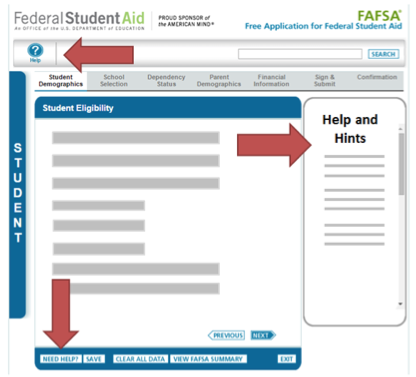 Federal Student Aid
An OFFICE of the U.S. DEPARTMENT of EDUCATION
PROUD SPONSOR of
the AMERICAN MIND®
FAFSA®
Free Application for Federal Student Aid
?
Help
SEARCH
Student Demographics
School Selection
Dependency Status
Parent Demographics
Financial Information
Sign & Submit
Confirmation
STUDENT
Student Eligibility
Help and
Hints
PREVIOUS NEXT
NEED HELP? SAVE CLEAR ALL DATA VIEW FAFSA SUMMARY EXIT